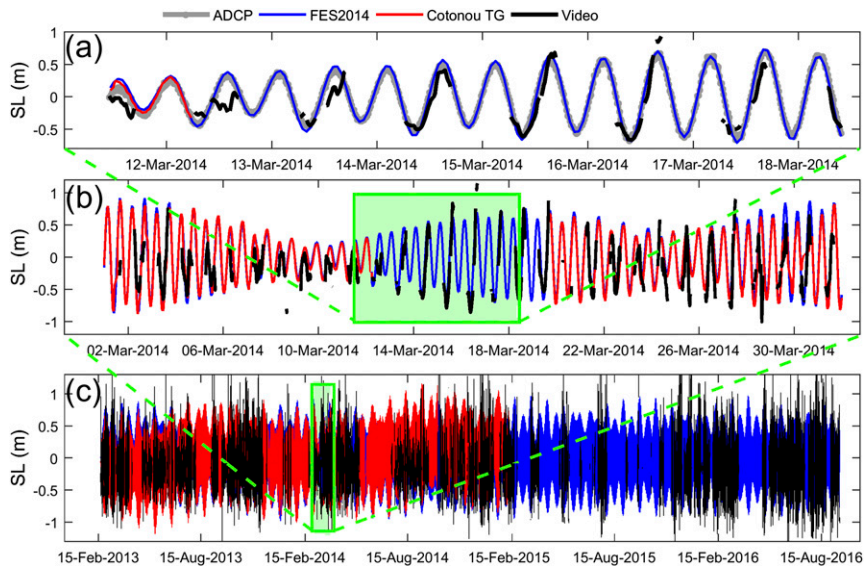 ADCP FES2014 Cotonou TG Video
(a)
SL (m)
1
0.5
0
-0.5
12-Mar-2014 13-Mar-2014 14-Mar-2014 15-Mar-2014 16-Mar-2014 17-Mar-2014 18-Mar-2014
(b)
SL (m)
1
0.5
0
-0.5
-1
02-Mar-2014 06-Mar-2014 10-Mar-2014 14-Mar-2014 18-Mar-2014 22-Mar-2014 26-Mar-2014 30-Mar-2014
(c)
SL (m)
1
0.5
0
-0.5
-1
15-Feb-2013 15-Aug-2013 15-Feb-2014 15-Aug-2014 15-Feb-2015 15-Aug-2015 15-Feb-2016 15-Aug-2016